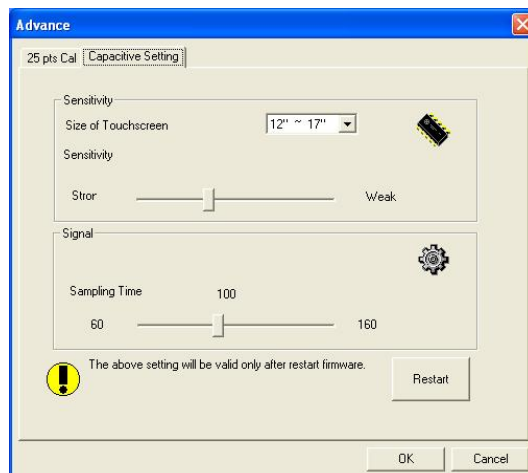 Advance
25 pts Cal Capacitive Setting
Sensitivity
Size of Touchscreen 12" ~ 17"
Sensitivity
Stror Weak
Signal
Sampling Time 100
60 160
The above setting will be valid only after restart firmware.
Restart
OK Cancel